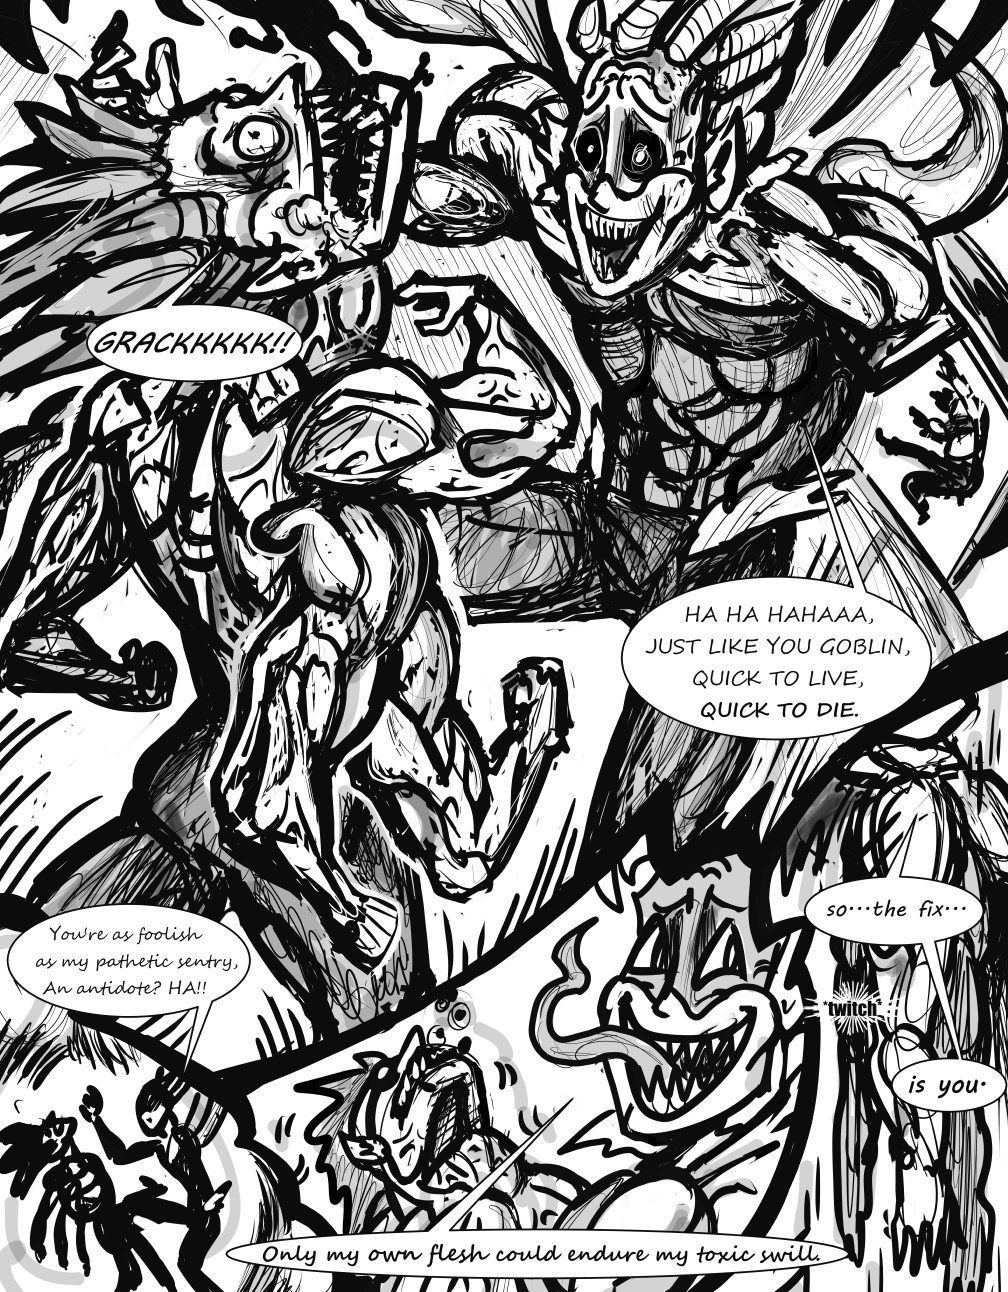 GRACKKKKK!!
HA HA HAHAAA,
JUST LIKE YOU GOBLIN,
QUICK TO LIVE,
QUICK TO DIE.
You're as foolish
as my pathetic sentry,
An antidote? HA!!
Only my own flesh could endure my toxic swill.
so...the fix...
*twitch*
is you.